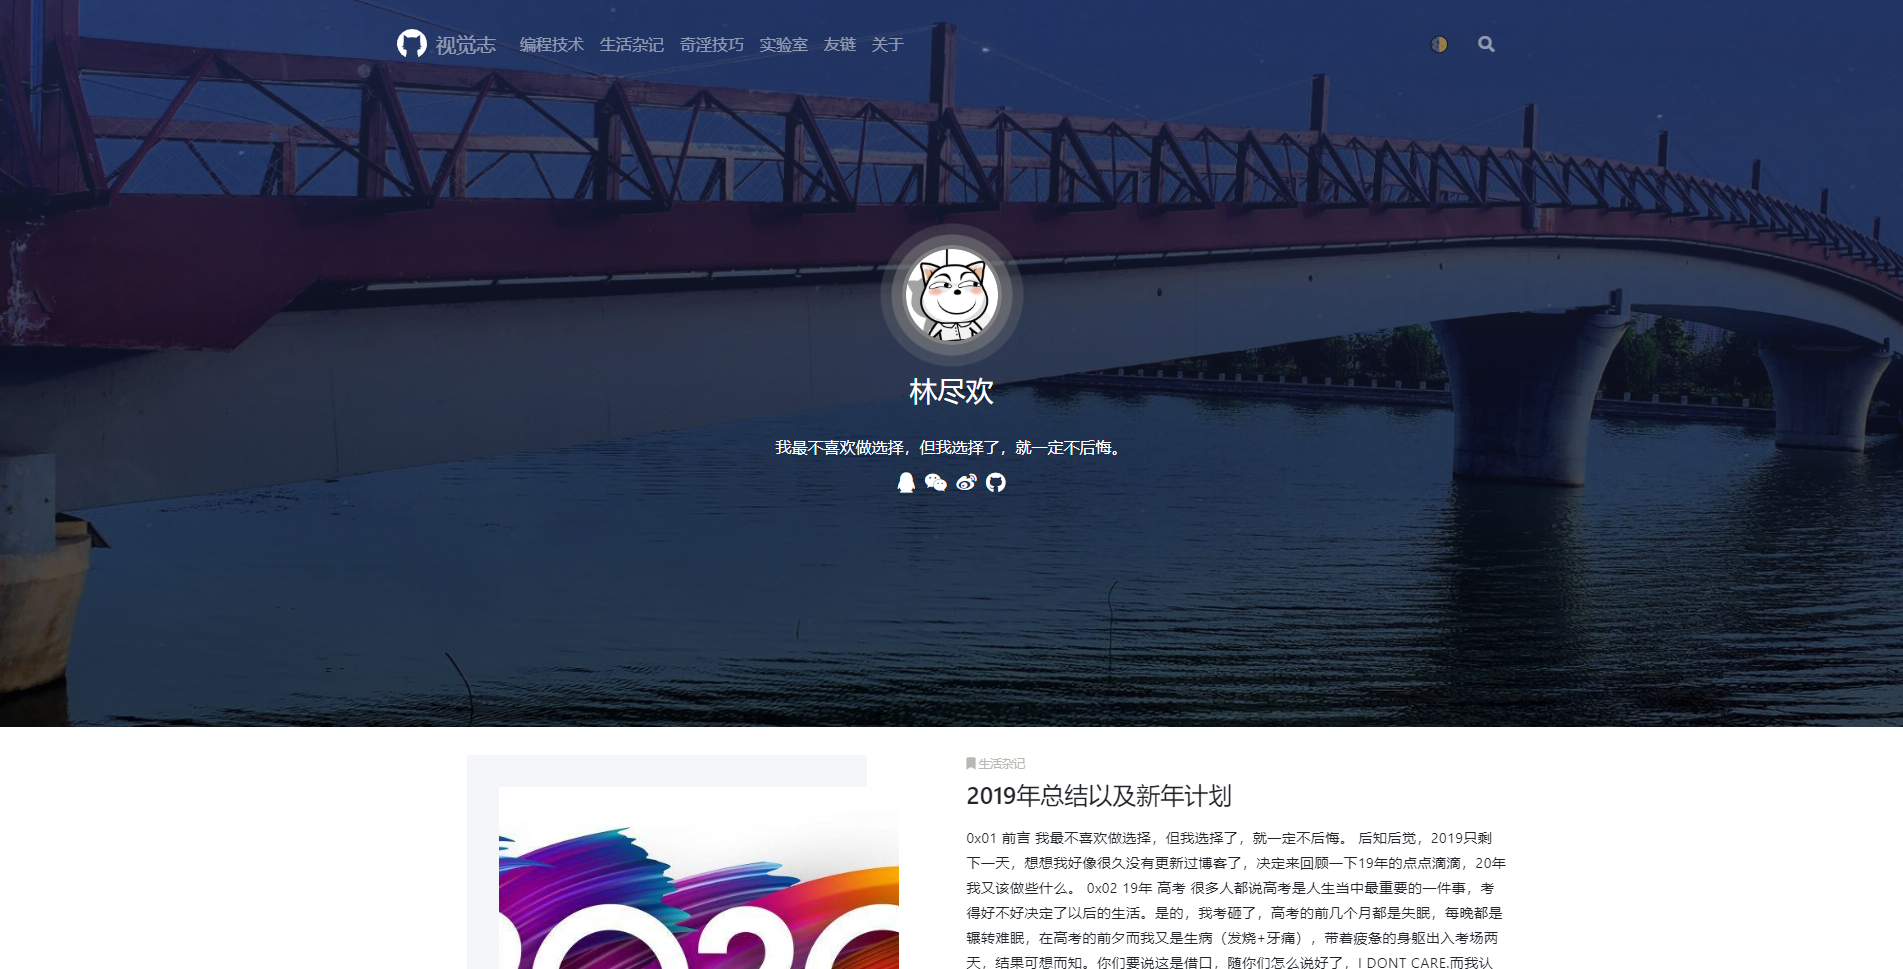 视觉志 编程技术 生活杂记 奇淫技巧 实验室 友链 关于
林尽欢
我最不喜欢做选择，但我选择了，就一定不后悔。
生活杂记
2019年总结以及新年计划
0x01 前言 我最不喜欢做选择，但我选择了，就一定不后悔。 后知后觉，2019只剩
下一天，想想我好像很久没有更新过博客了，决定来回顾一下19年的点点滴滴，20年
我又该做些什么。 0x02 19年 高考 很多人都说高考是人生当中最重要的一件事，考
得好不好决定了以后的生活。是的，我考砸了，高考的前几个月都是失眠，每晚都是
辗转难眠，在高考的前夕而我又是生病（发烧+牙痛），带着疲惫的身躯出入考场两
天，结果可想而知。你们要说这是借口，随你们怎么说好了，I DONT CARE.而我认
2020